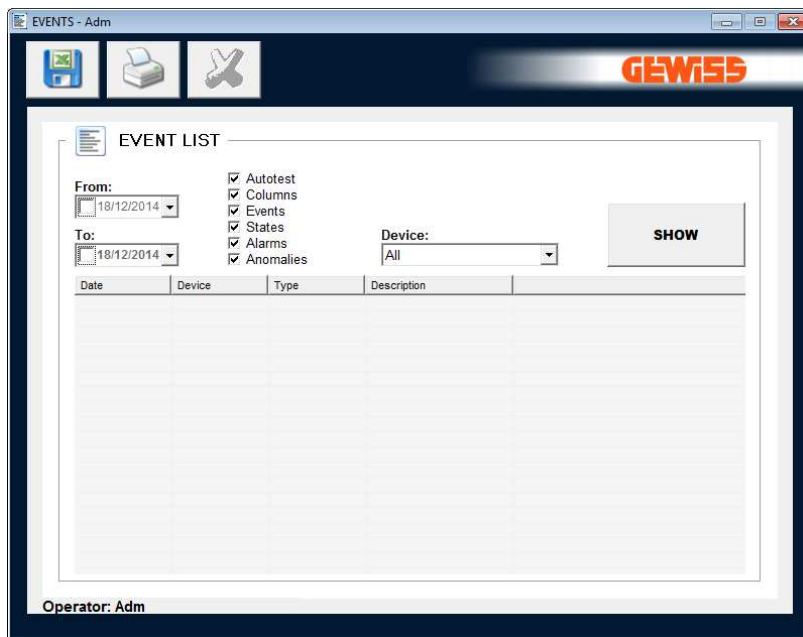 EVENTS - Adm
GEWISS
EVENT LIST
From:
18/12/2014
To:
18/12/2014
Autotest
Columns
Events
States
Alarms
Anomalies
Device:
All
SHOW
Date Device Type Description
Operator: Adm